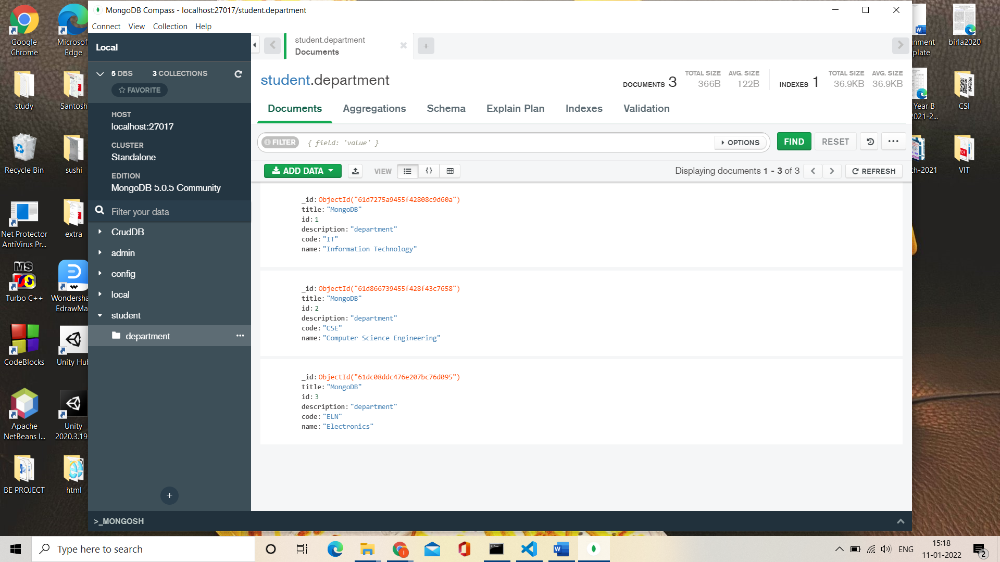 MongoDB Compass - localhost:27017/student.department
Connect View Collection Help
Local
5 DBS 3 COLLECTIONS
FAVORITE
HOST
localhost:27017
CLUSTER
Standalone
EDITION
MongoDB 5.0.5 Community
Filter your data
CrudDB
admin
config
local
student
department
student.department
Documents
student.department
DOCUMENTS 3
TOTAL SIZE
366B
AVG. SIZE
122B
INDEXES 1
TOTAL SIZE
36.9KB
AVG. SIZE
36.9KB
Documents Aggregations Schema Explain Plan Indexes Validation
FILTER { field: 'value' } OPTIONS FIND RESET
ADD DATA VIEW {} Displaying documents 1 - 3 of 3 REFRESH
_id: ObjectId("61d7275a9455f42808c9d60a")
title: "MongoDB"
id: 1
description: "department"
code: "IT"
name: "Information Technology"
_id: ObjectId("61d866739455f428f43c7658")
title: "MongoDB"
id: 2
description: "department"
code: "CSE"
name: "Computer Science Engineering"
_id: ObjectId("61dc08ddc476e207bc76d095")
title: "MongoDB"
id: 3
description: "department"
code: "ELN"
name: "Electronics"
>_MONGOSH
Google
Chrome
Microsof
Edge
study
Santosh
Recycle Bin
sushi
Net Protector
AntiVirus Pr...
extra
MS
Turbo C++
Wondersha
EdrawMa
CodeBlocks
Unity Hu
Apache
NetBeans I...
Unity
2020.3.19
BE PROJECT
html
nment
plate
birla2020
Year B
2021-2...
CSI
PDF
ch-2021
VIT
Type here to search
ENG
15:18
11-01-2022
2